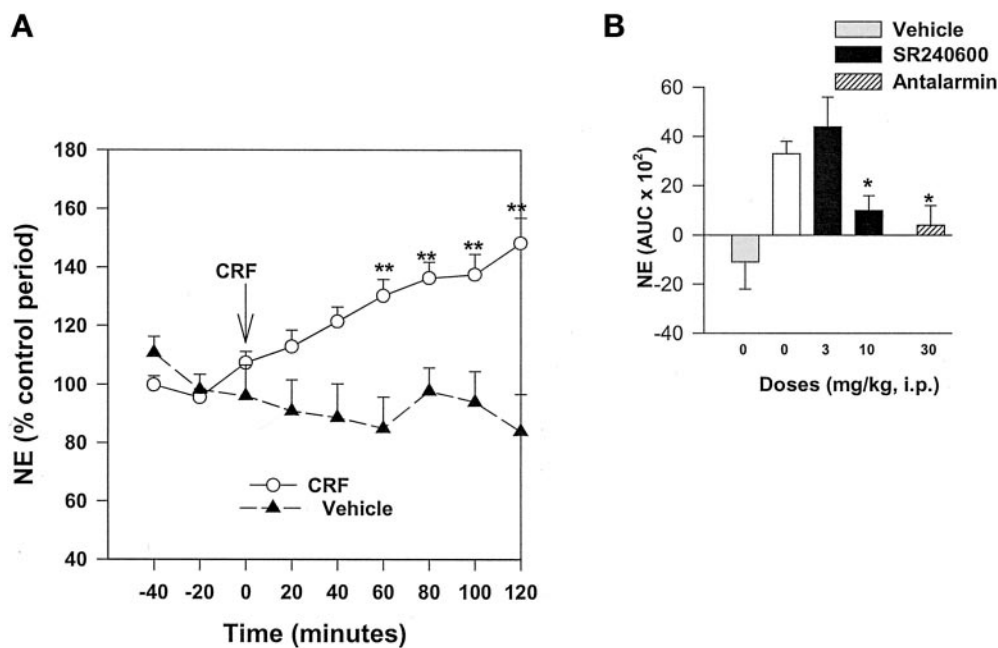 A
NE (% control period)
180
160
140
120
100
80
60
40
CRF
**
**
**
**
CRF
Vehicle
-40 -20 0 20 40 60 80 100 120
Time (minutes)
B
Vehicle
SR240600
Antalarmin
NE (AUC x 10²)
60
40
20
0
-20
-40
*
*
0 0 3 10 30
Doses (mg/kg, i.p.)